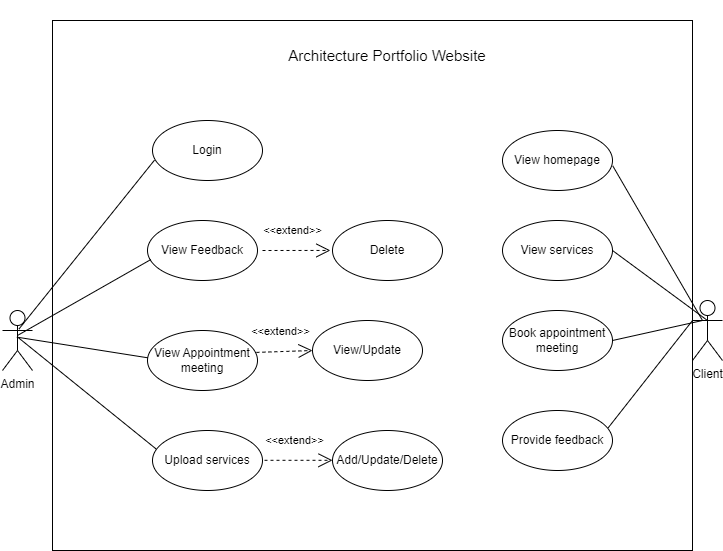 Architecture Portfolio Website
Login
View homepage
View Feedback
<<extend>>
Delete
View services
Admin
View Appointment
meeting
<<extend>>
View/Update
Book appointment
meeting
Client
Upload services
<<extend>>
Add/Update/Delete
Provide feedback